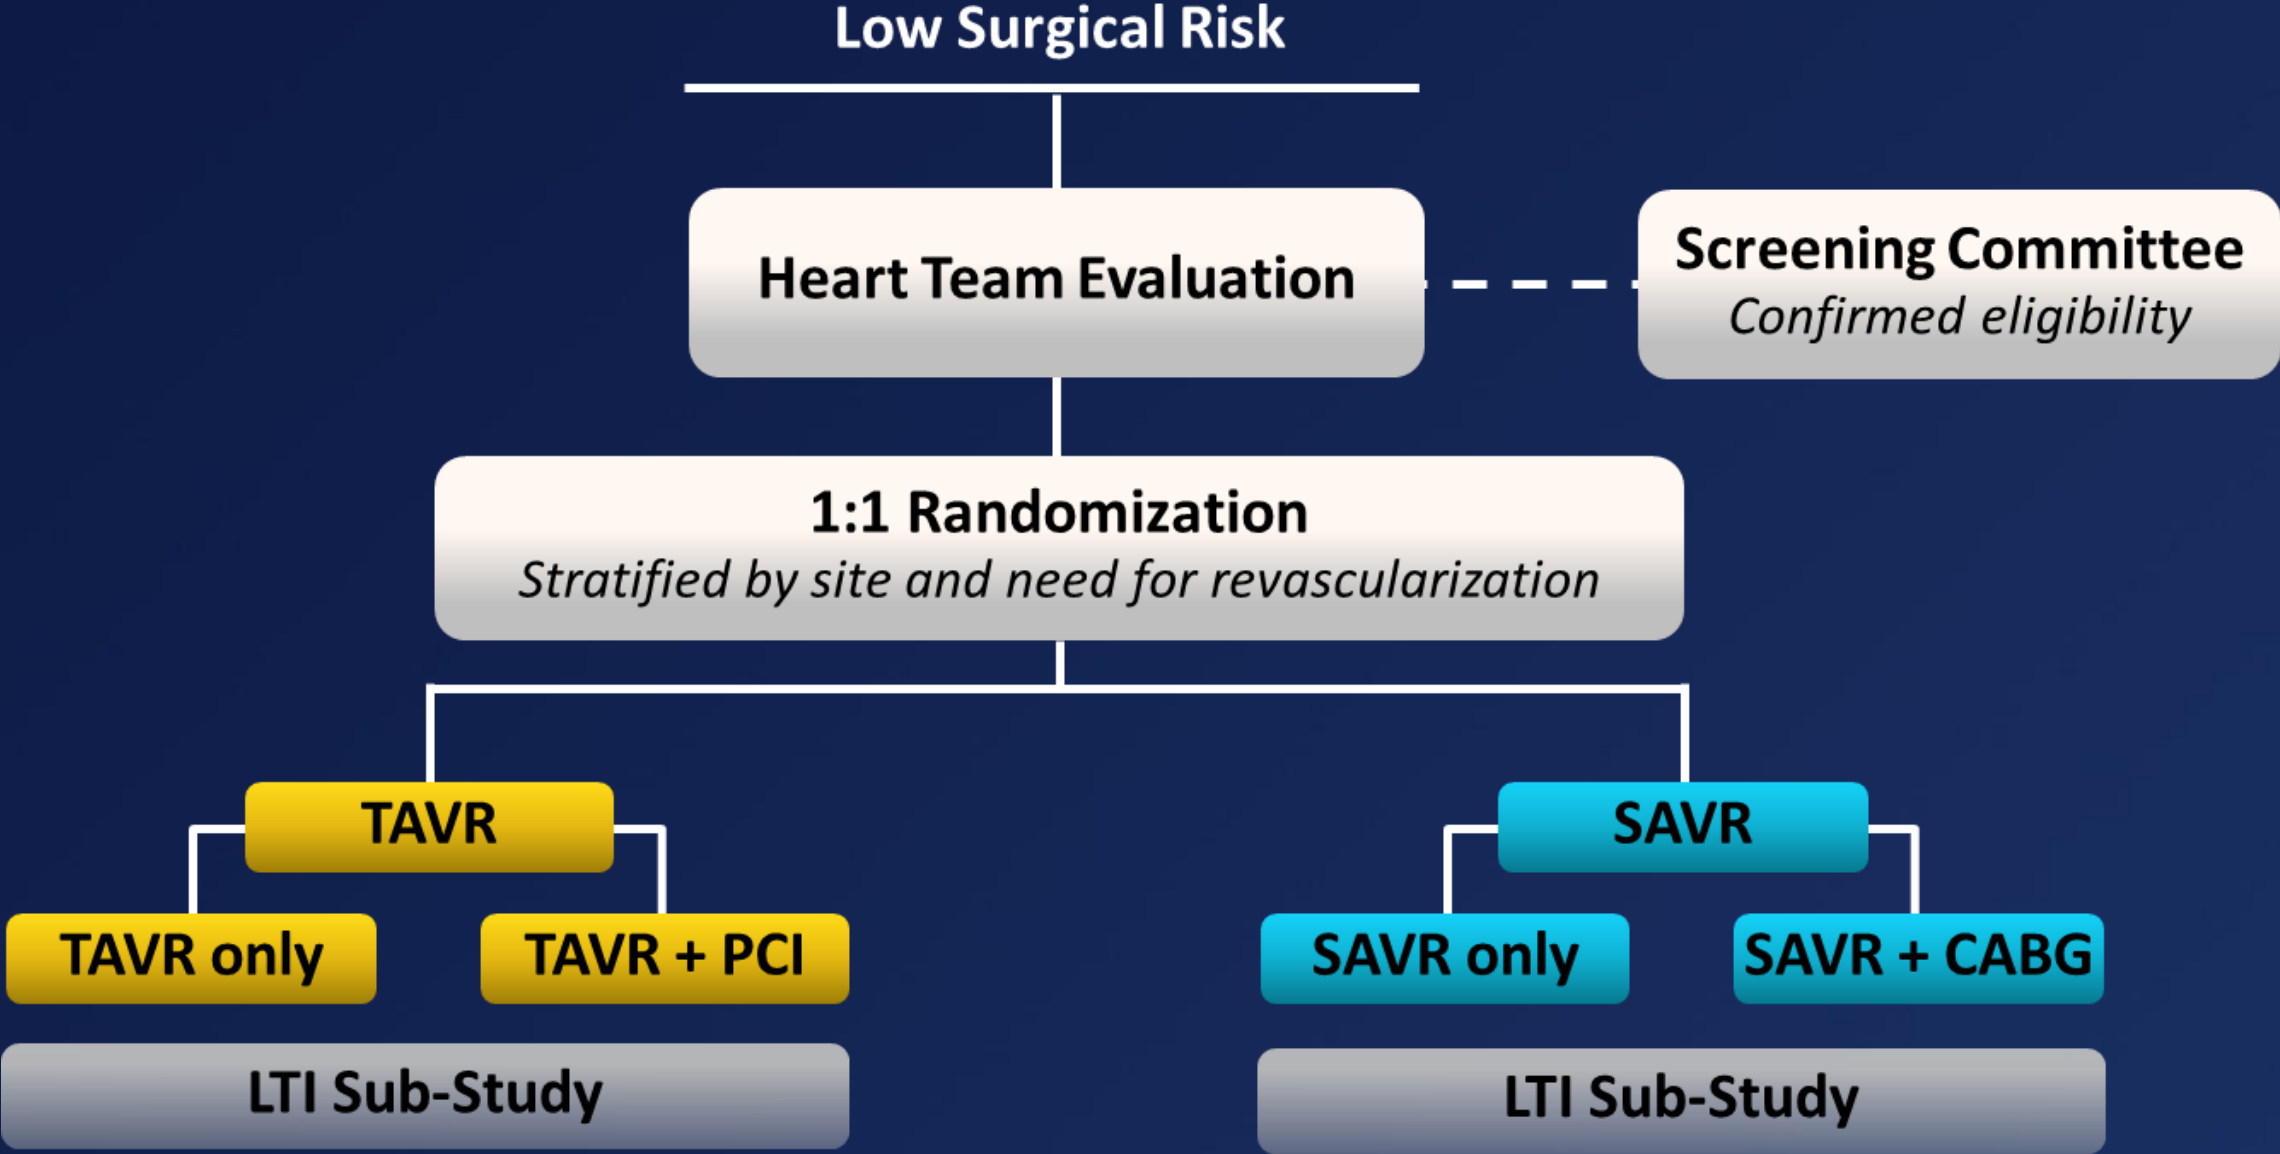 Low Surgical Risk
Heart Team Evaluation
Screening Committee
Confirmed eligibility
1:1 Randomization
Stratified by site and need for revascularization
TAVR
SAVR
TAVR only
TAVR + PCI
SAVR only
SAVR + CABG
LTI Sub-Study
LTI Sub-Study